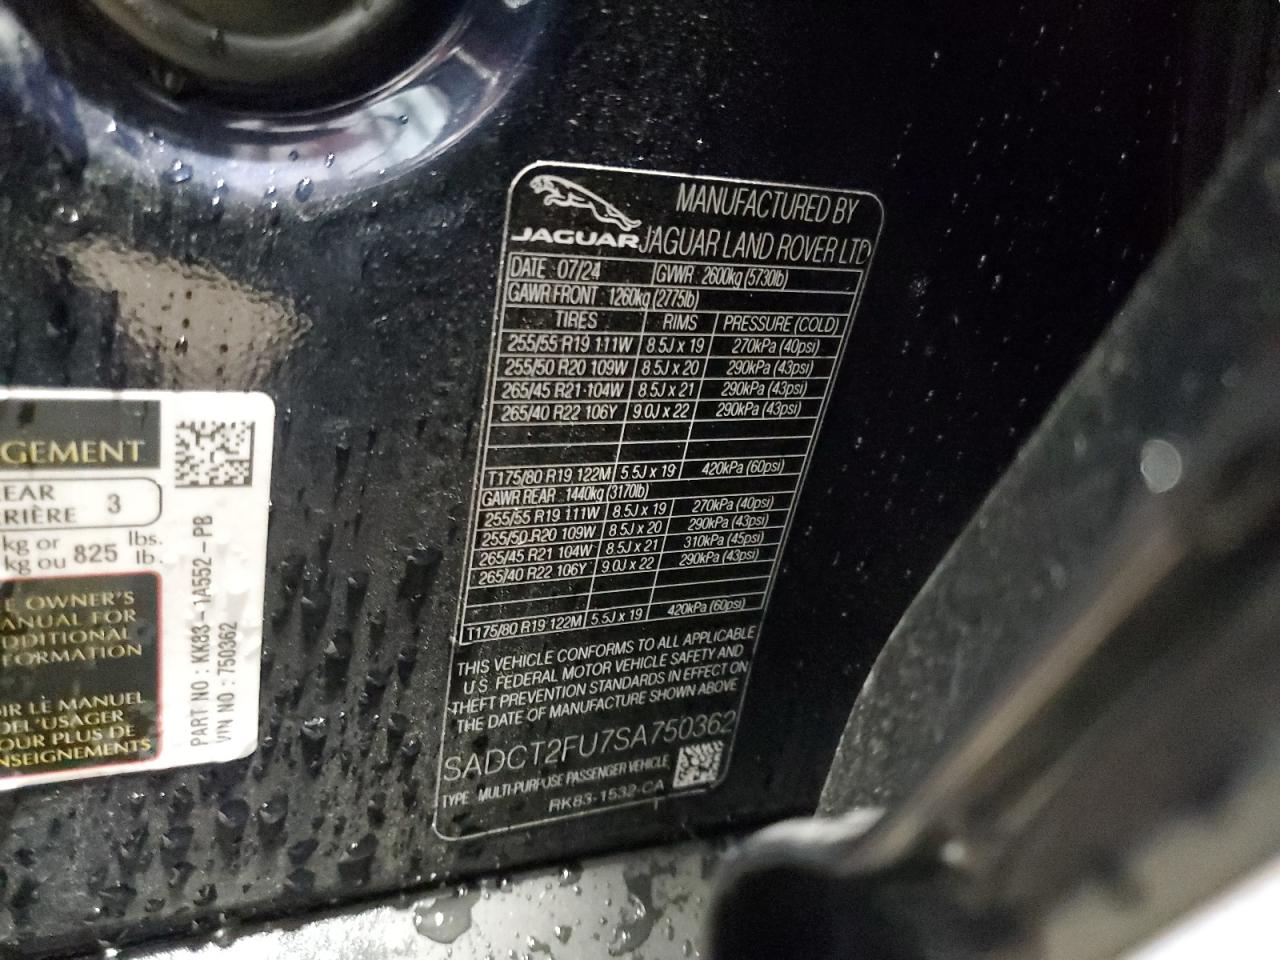 GEMENT
EAR
RIÈRE 3
kg or 825 lbs.
kg ou lb.
E OWNER'S
ANUAL FOR
DDITIONAL
FORMATION
IR LE MANUEL
DEL'USAGER
OUR PLUS DE
NSEIGNEMENTS
PART NO : KK83-1A552-PB
VIN NO : 750362
JAGUAR
MANUFACTURED BY
JAGUAR LAND ROVER LTD
DATE 07/24 GVWR 2600kg (5730lb)
GAWR FRONT 1260kg (2775lb)
TIRES RIMS PRESSURE (COLD)
255/55 R19 111W 8.5J x 19 270kPa (40psi)
255/50 R20 109W 8.5J x 20 290kPa (43psi)
265/45 R21 104W 8.5J x 21 290kPa (43psi)
265/40 R22 106Y 9.0J x 22 290kPa (43psi)
T175/80 R19 122M 5.5J x 19 420kPa (60psi)
GAWR REAR 1440kg (3170lb)
255/55 R19 111W 8.5J x 19 270kPa (40psi)
255/50 R20 109W 8.5J x 20 290kPa (43psi)
265/45 R21 104W 8.5J x 21 310kPa (45psi)
265/40 R22 106Y 9.0J x 22 290kPa (43psi)
T175/80 R19 122M 5.5J x 19 420kPa (60psi)
THIS VEHICLE CONFORMS TO ALL APPLICABLE
U.S. FEDERAL MOTOR VEHICLE SAFETY AND
THEFT PREVENTION STANDARDS IN EFFECT ON
THE DATE OF MANUFACTURE SHOWN ABOVE
SADCT2FU7SA750362
TYPE MULTI-PURPOSE PASSENGER VEHICLE
RK83-1532-CA